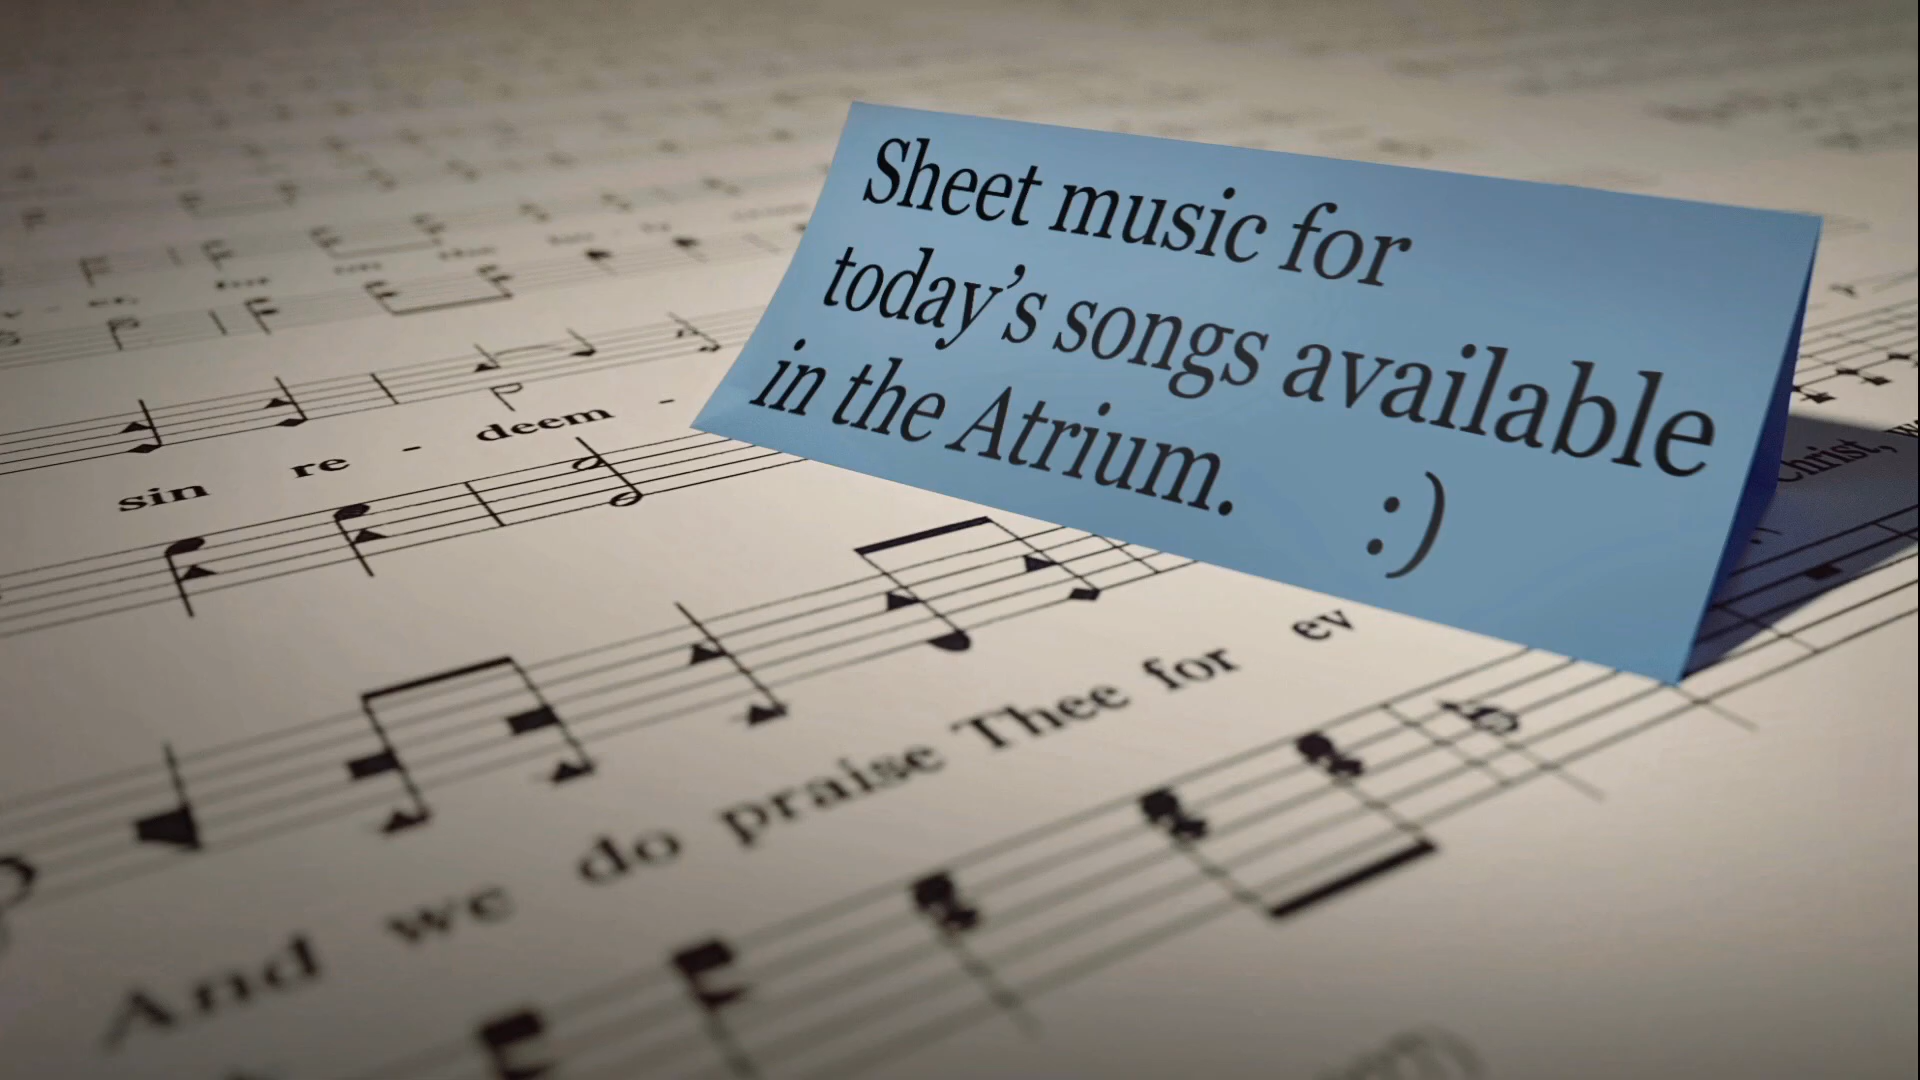 Sheet music for
today's songs available
in the Atrium. :)
sin re - deem -
Christ,
And we do praise Thee for ev